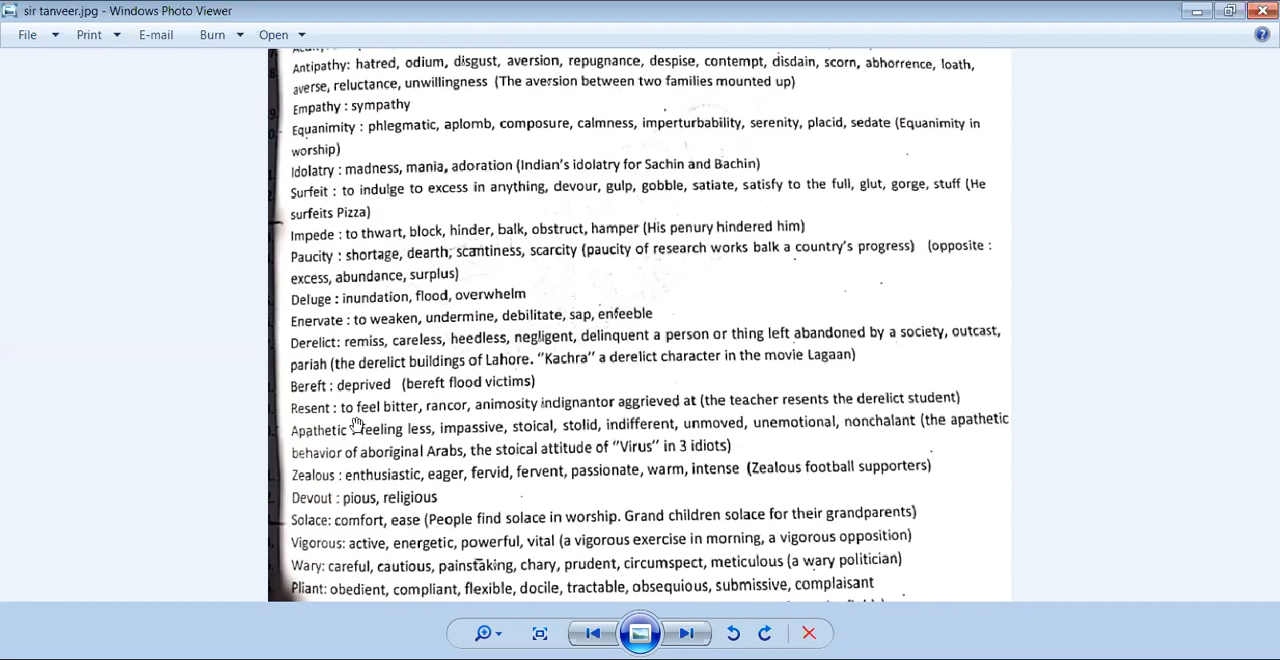 sir tanveer.jpg - Windows Photo Viewer
File Print E-mail Burn Open
Antipathy: hatred, odium, disgust, aversion, repugnance, despise, contempt, disdain, scorn, abhorrence, loath,
averse, reluctance, unwillingness (The aversion between two families mounted up)
Empathy : sympathy
Equanimity : phlegmatic, aplomb, composure, calmness, imperturbability, serenity, placid, sedate (Equanimity in
worship)
Idolatry : madness, mania, adoration (Indian's idolatry for Sachin and Bachin)
Surfeit : to indulge to excess in anything, devour, gulp, gobble, satiate, satisfy to the full, glut, gorge, stuff (He
surfeits Pizza)
Impede : to thwart, block, hinder, balk, obstruct, hamper (His penury hindered him)
Paucity : shortage, dearth, scantiness, scarcity (paucity of research works balk a country's progress) (opposite :
excess, abundance, surplus)
Deluge : inundation, flood, overwhelm
Enervate : to weaken, undermine, debilitate, sap, enfeeble
Derelict: remiss, careless, heedless, negligent, delinquent a person or thing left abandoned by a society, outcast,
pariah (the derelict buildings of Lahore. "Kachra" a derelict character in the movie Lagaan)
Bereft : deprived (bereft flood victims)
Resent : to feel bitter, rancor, animosity indignantor aggrieved at (the teacher resents the derelict student)
Apathetic : feeling less, impassive, stoical, stolid, indifferent, unmoved, unemotional, nonchalant (the apathetic
behavior of aboriginal Arabs, the stoical attitude of "Virus" in 3 idiots)
Zealous : enthusiastic, eager, fervid, fervent, passionate, warm, intense (Zealous football supporters)
Devout : pious, religious
Solace: comfort, ease (People find solace in worship. Grand children solace for their grandparents)
Vigorous: active, energetic, powerful, vital (a vigorous exercise in morning, a vigorous opposition)
Wary: careful, cautious, painstaking, chary, prudent, circumspect, meticulous (a wary politician)
Pliant: obedient, compliant, flexible, docile, tractable, obsequious, submissive, complaisant